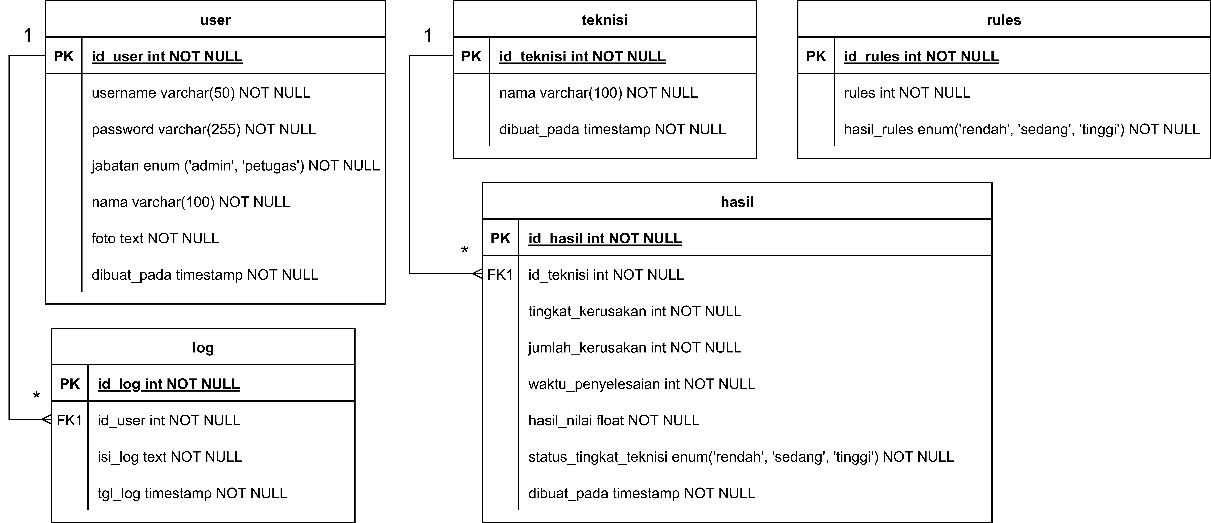 user
1
PK id_user int NOT NULL
username varchar(50) NOT NULL
password varchar(255) NOT NULL
jabatan enum ('admin', 'petugas') NOT NULL
nama varchar(100) NOT NULL
foto text NOT NULL
dibuat_pada timestamp NOT NULL
log
PK id_log int NOT NULL
*
FK1 id_user int NOT NULL
isi_log text NOT NULL
tgl_log timestamp NOT NULL
teknisi
1
PK id_teknisi int NOT NULL
nama varchar(100) NOT NULL
dibuat_pada timestamp NOT NULL
rules
PK id_rules int NOT NULL
rules int NOT NULL
hasil_rules enum('rendah', 'sedang', 'tinggi') NOT NULL
hasil
PK id_hasil int NOT NULL
*
FK1 id_teknisi int NOT NULL
tingkat_kerusakan int NOT NULL
jumlah_kerusakan int NOT NULL
waktu_penyelesaian int NOT NULL
hasil_nilai float NOT NULL
status_tingkat_teknisi enum('rendah', 'sedang', 'tinggi') NOT NULL
dibuat_pada timestamp NOT NULL